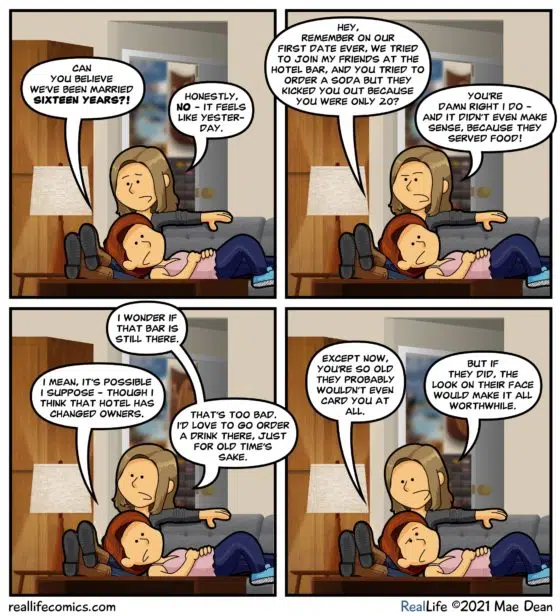 CAN
YOU BELIEVE
WE'VE BEEN MARRIED
SIXTEEN YEARS?!
HONESTLY,
NO - IT FEELS
LIKE YESTER-
DAY.
HEY,
REMEMBER ON OUR
FIRST DATE EVER, WE TRIED
TO JOIN MY FRIENDS AT THE
HOTEL BAR, AND YOU TRIED TO
ORDER A SODA BUT THEY
KICKED YOU OUT BECAUSE
YOU WERE ONLY 20?
YOU'RE
DAMN RIGHT I DO -
AND IT DIDN'T EVEN MAKE
SENSE, BECAUSE THEY
SERVED FOOD!
I WONDER IF
THAT BAR IS
STILL THERE.
I MEAN, IT'S POSSIBLE
I SUPPOSE - THOUGH I
THINK THAT HOTEL HAS
CHANGED OWNERS.
THAT'S TOO BAD.
I'D LOVE TO GO ORDER
A DRINK THERE, JUST
FOR OLD TIME'S
SAKE.
EXCEPT NOW,
YOU'RE SO OLD
THEY PROBABLY
WOULDN'T EVEN
CARD YOU AT
ALL.
BUT IF
THEY DID, THE
LOOK ON THEIR FACE
WOULD MAKE IT ALL
WORTHWHILE.
reallifecomics.com
RealLife ©2021 Mae Dean